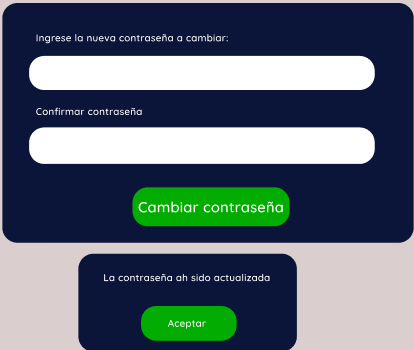 Ingrese la nueva contraseña a cambiar:
Confirmar contraseña
Cambiar contraseña
La contraseña ah sido actualizada
Aceptar